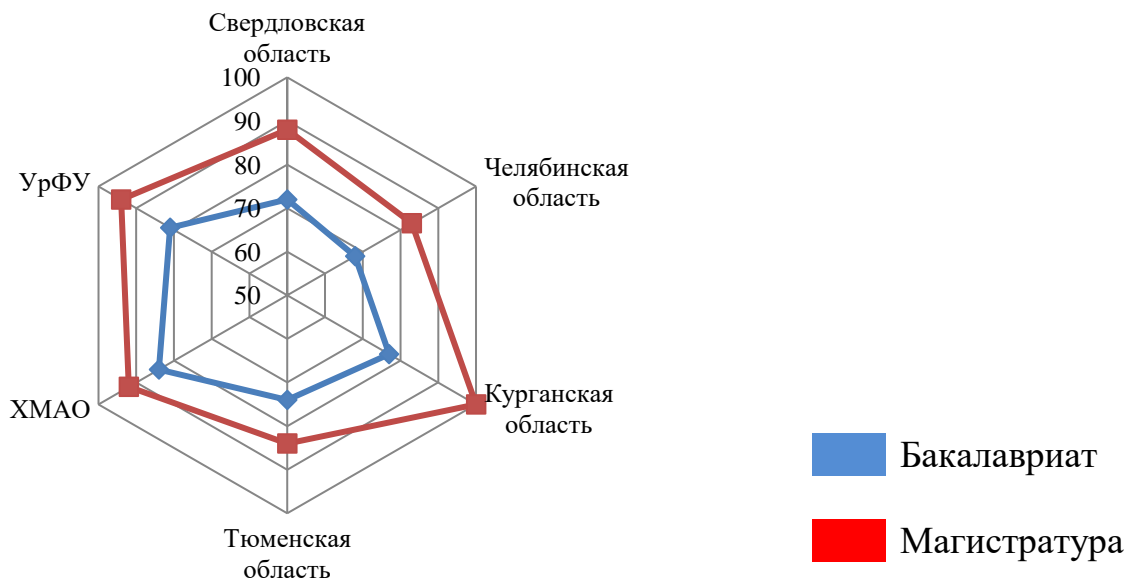 Свердловская
область
100
90
80
70
60
50
Челябинская
область
Курганская
область
Тюменская
область
ХМАО
УрФУ
Бакалавриат
Магистратура